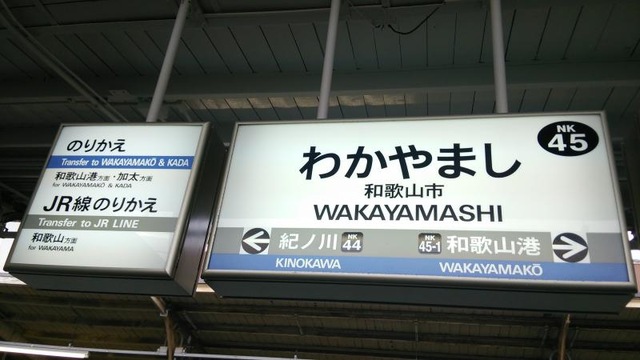 のりかえ
Transfer to WAKAYAMAKŌ & KADA
和歌山港方面・加太方面
for WAKAYAMAKŌ & KADA
JR線のりかえ
Transfer to JR LINE
和歌山方面
for WAKAYAMA
NK
45
わかやまし
和歌山市
WAKAYAMASHI
紀ノ川 NK 44
NK 45-1 和歌山港
KINOKAWA
WAKAYAMAKŌ